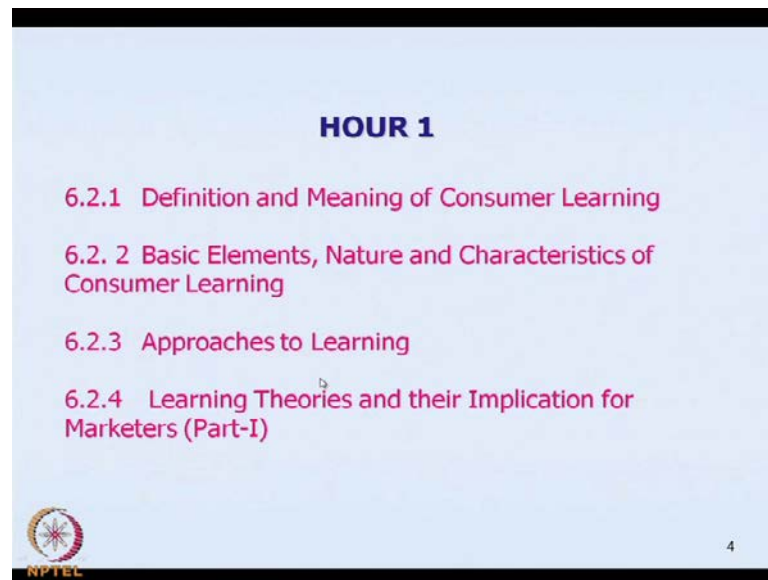 HOUR 1
6.2.1 Definition and Meaning of Consumer Learning
6.2. 2 Basic Elements, Nature and Characteristics of
Consumer Learning
6.2.3 Approaches to Learning
6.2.4 Learning Theories and their Implication for
Marketers (Part-I)
4
NPTEL